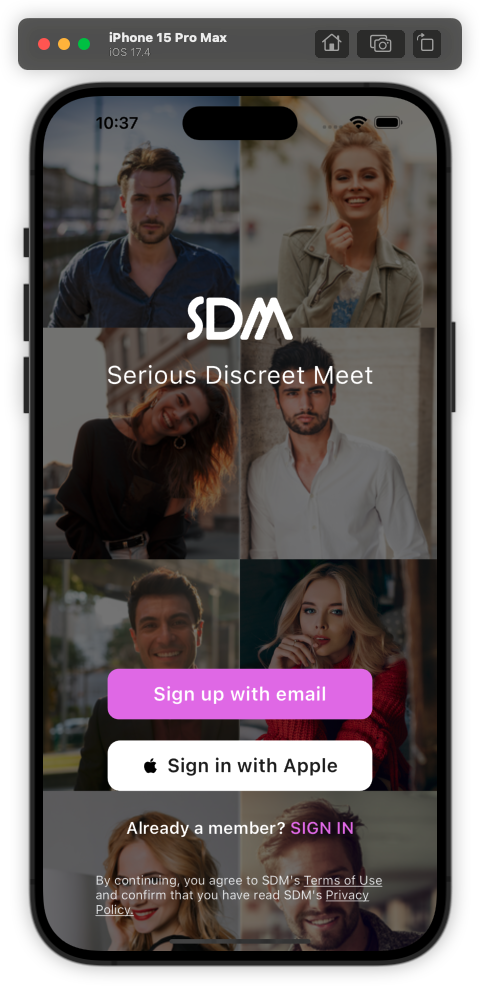 iPhone 15 Pro Max
iOS 17.4
10:37
SDM
Serious Discreet Meet
Sign up with email
Sign in with Apple
Already a member? SIGN IN
By continuing, you agree to SDM's Terms of Use
and confirm that you have read SDM's Privacy
Policy.